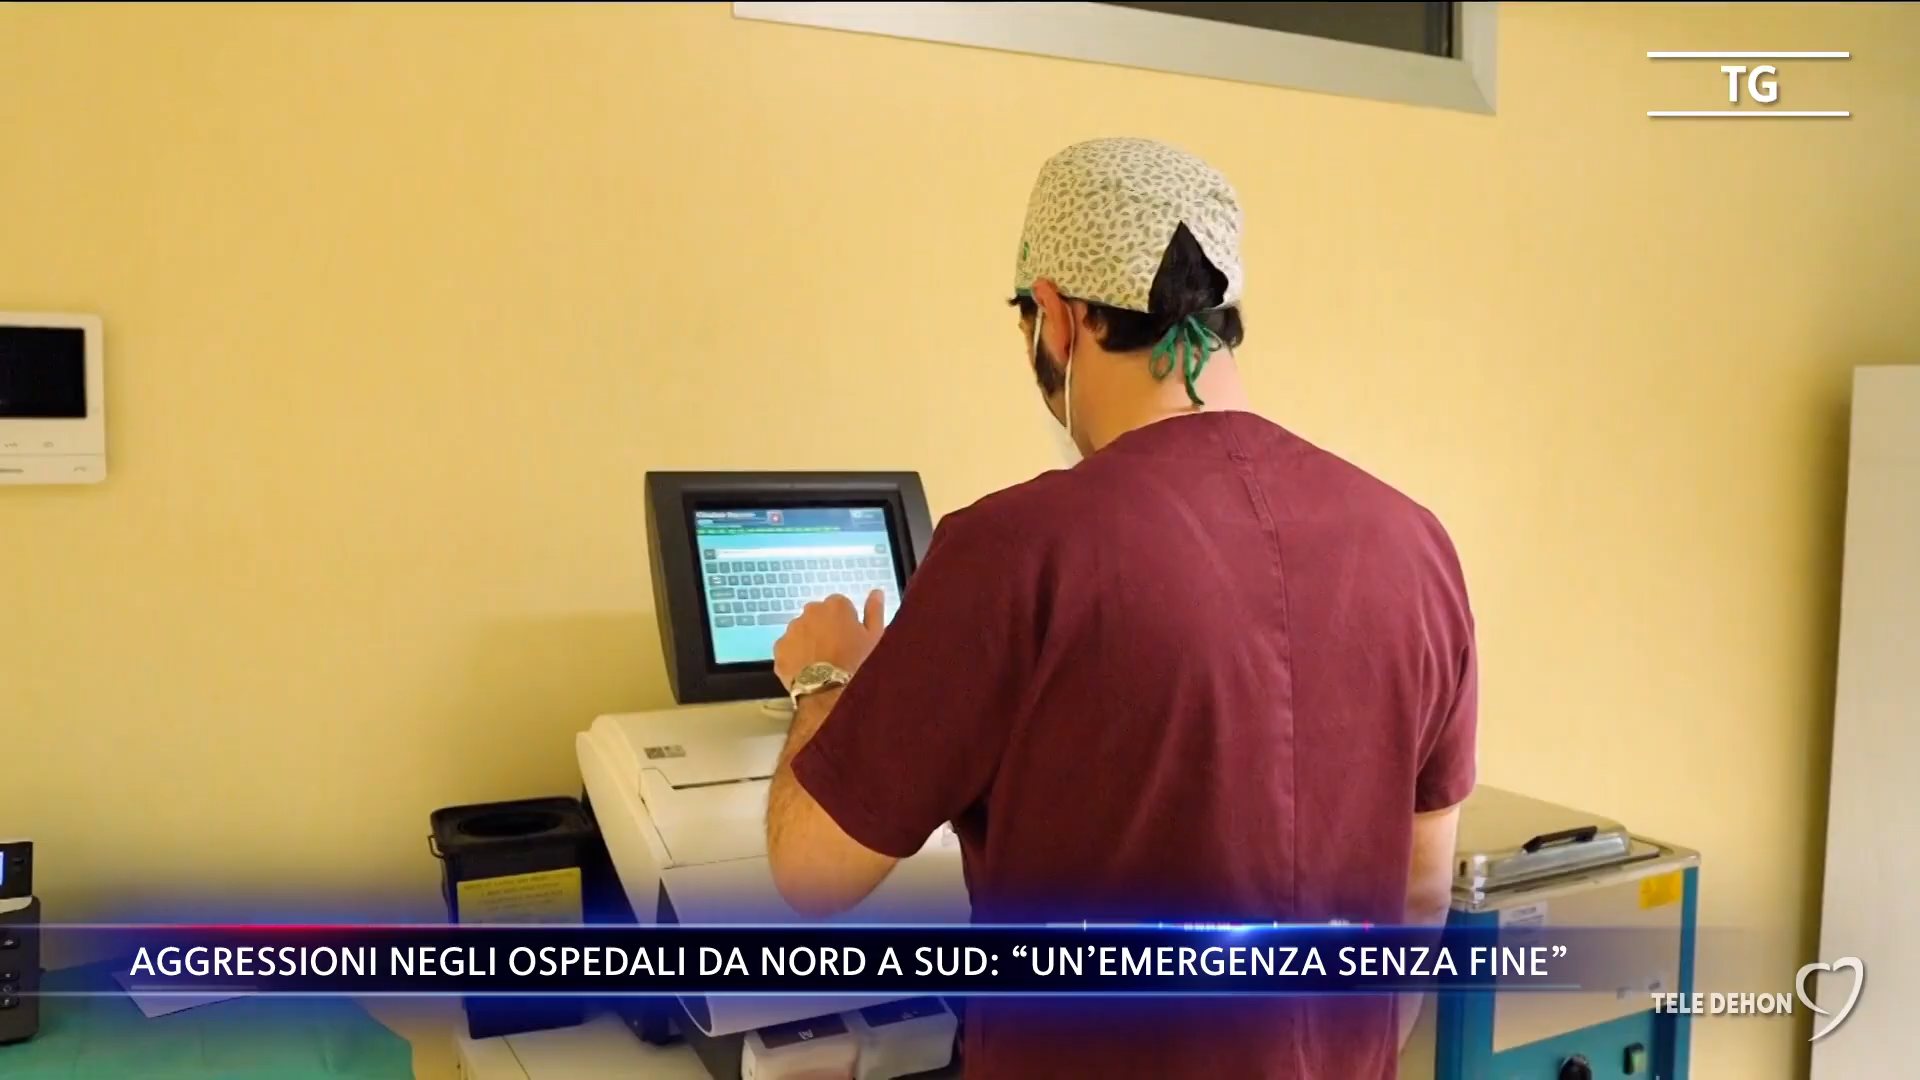 TG
AGGRESSIONI NEGLI OSPEDALI DA NORD A SUD: “UN’EMERGENZA SENZA FINE”
TELE DEHON